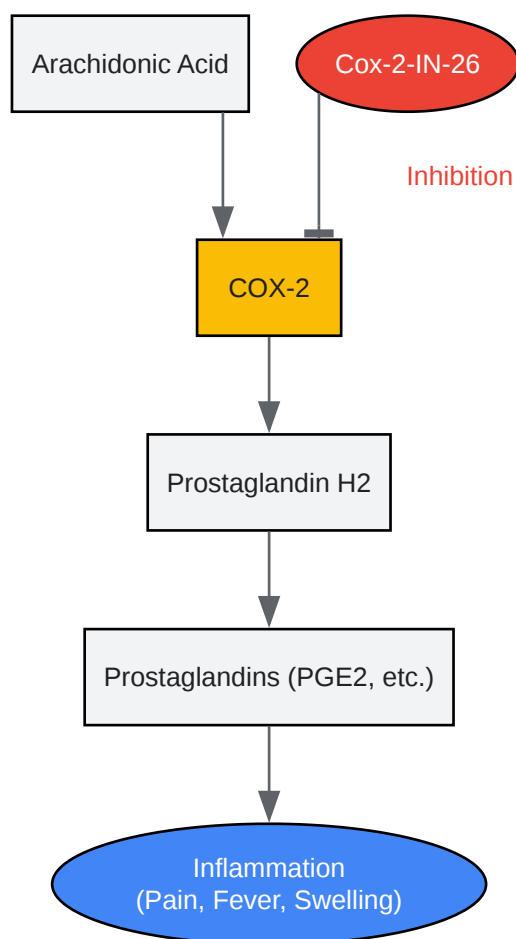 Arachidonic Acid
Cox-2-IN-26
Inhibition
COX-2
Prostaglandin H2
Prostaglandins (PGE2, etc.)
Inflammation
(Pain, Fever, Swelling)